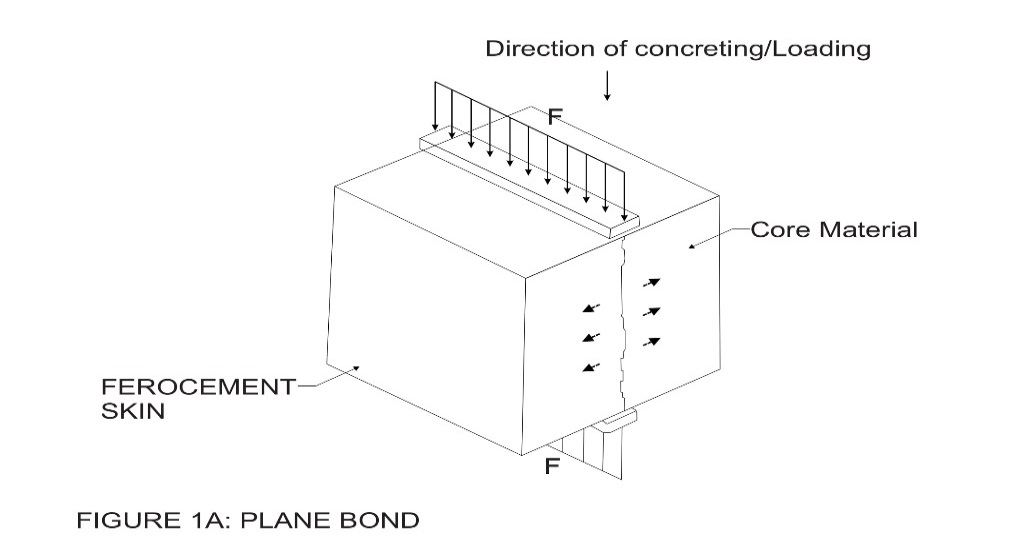 Direction of concreting/Loading
F
Core Material
FEROCEMENT
SKIN
F
FIGURE 1A: PLANE BOND